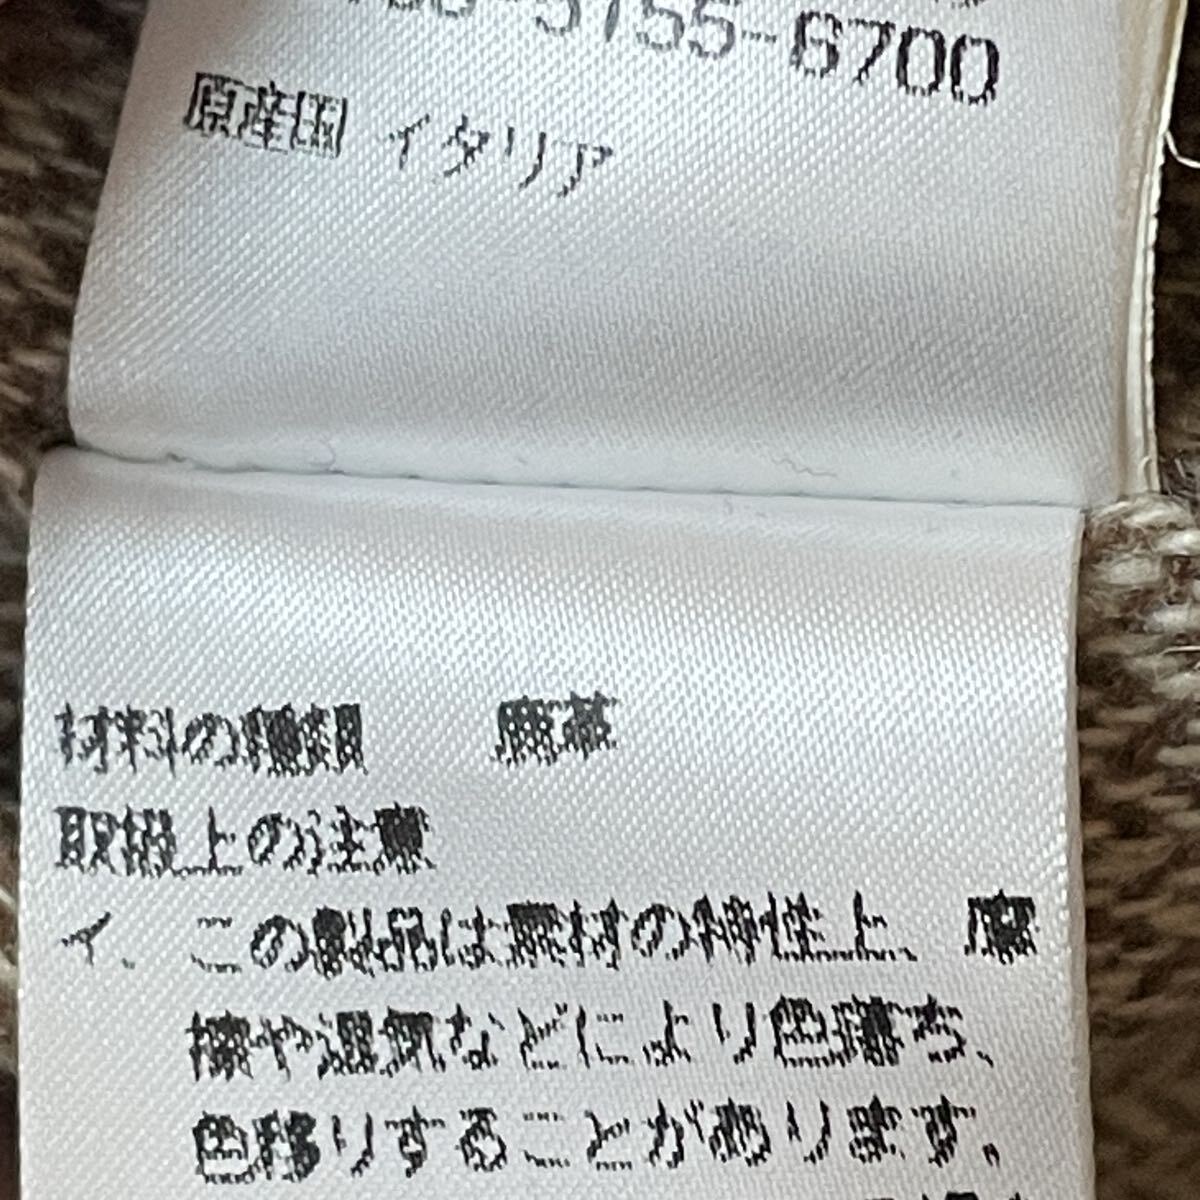 5755-6700
原産国 イタリア
材料の種類 鹿革
取扱上の注意
イ. この製品は素材の特性上、摩
擦や湿気などにより色落ち、
色移りすることがあります。